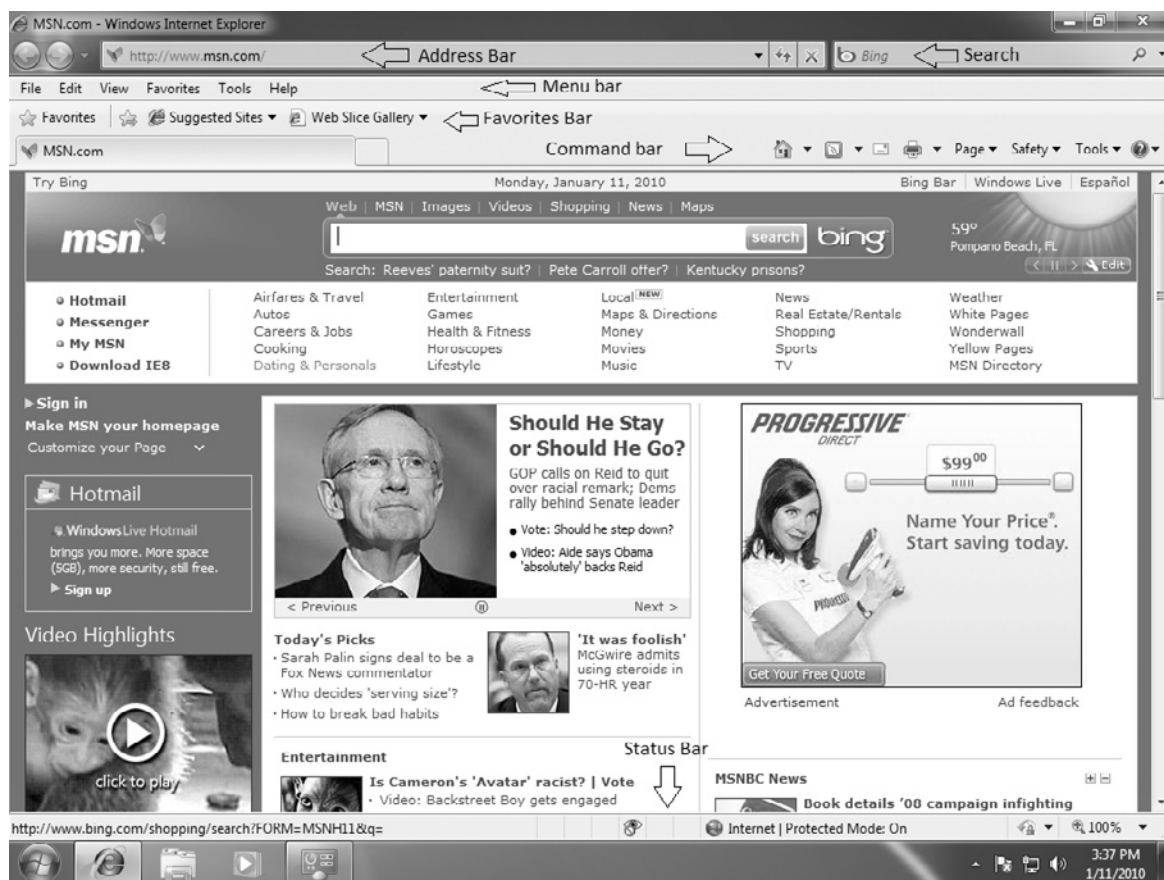 MSN.com - Windows Internet Explorer
http://www.msn.com/ Address Bar Bing Search
File Edit View Favorites Tools Help Menu bar
Favorites Suggested Sites Web Slice Gallery Favorites Bar
MSN.com Command bar Page Safety Tools
Try Bing Monday, January 11, 2010 Bing Bar Windows Live Español
Web | MSN | Images | Videos | Shopping | News | Maps
msn search bing
59° Pompano Beach, FL
Edit
Search: Reeves' paternity suit? | Pete Carroll offer? | Kentucky prisons?
Hotmail
Messenger
My MSN
Download IE8
Airfares & Travel
Autos
Careers & Jobs
Cooking
Dating & Personals
Entertainment
Games
Health & Fitness
Horoscopes
Lifestyle
Local NEW
Maps & Directions
Money
Movies
Music
News
Real Estate/Rentals
Shopping
Sports
TV
Weather
White Pages
Wonderwall
Yellow Pages
MSN Directory
Sign in
Make MSN your homepage
Customize your Page
Hotmail
WindowsLive Hotmail
brings you more. More space
(5GB), more security, still free.
Sign up
Video Highlights
click to play
Should He Stay
or Should He Go?
GOP calls on Reid to quit
over racial remark; Dems
rally behind Senate leader
Vote: Should he step down?
Video: Aide says Obama
'absolutely' backs Reid
< Previous Next >
Today's Picks
Sarah Palin signs deal to be a
Fox News commentator
Who decides 'serving size'?
How to break bad habits
'It was foolish'
McGwire admits
using steroids in
70-HR year
Entertainment
Is Cameron's 'Avatar' racist? | Vote
Video: Backstreet Boy gets engaged
Status Bar
PROGRESSIVE
DIRECT
$99.00
Name Your Price®.
Start saving today.
PROGRESSIVE
Get Your Free Quote
Advertisement Ad feedback
MSNBC News
Book details '08 campaign infighting
http://www.bing.com/shopping/search?FORM=MSNH11&q= Internet | Protected Mode: On 100%
3:37 PM
1/11/2010